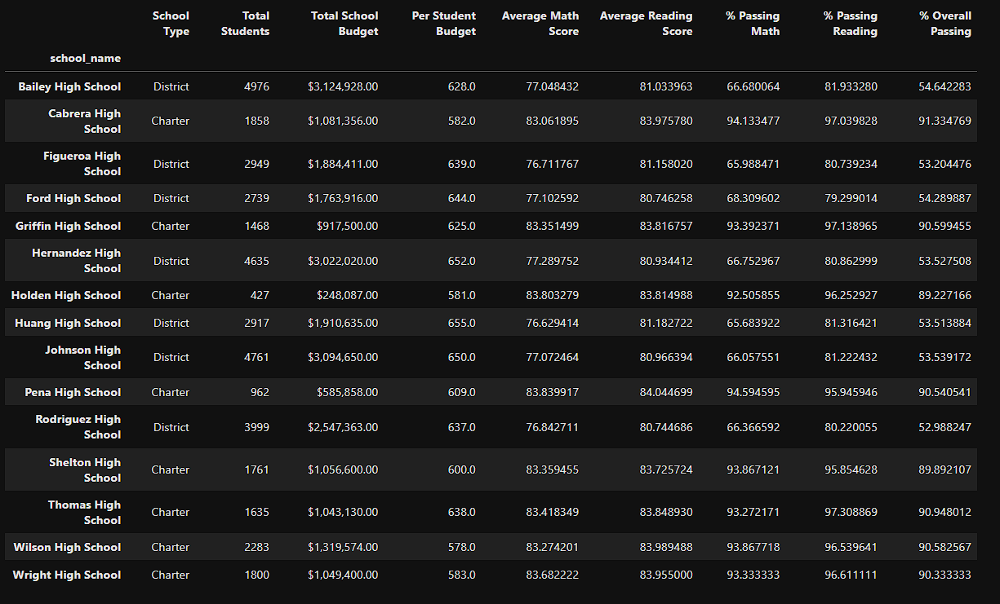 School Type Total Students Total School Budget Per Student Budget Average Math Score Average Reading Score % Passing Math % Passing Reading % Overall Passing
school_name
Bailey High School District 4976 $3,124,928.00 628.0 77.048432 81.033963 66.680064 81.933280 54.642283
Cabrera High School Charter 1858 $1,081,356.00 582.0 83.061895 83.975780 94.133477 97.039828 91.334769
Figueroa High School District 2949 $1,884,411.00 639.0 76.711767 81.158020 65.988471 80.739234 53.204476
Ford High School District 2739 $1,763,916.00 644.0 77.102592 80.746258 68.309602 79.299014 54.289887
Griffin High School Charter 1468 $917,500.00 625.0 83.351499 83.816757 93.392371 97.138965 90.599455
Hernandez High School District 4635 $3,022,020.00 652.0 77.289752 80.934412 66.752967 80.862999 53.527508
Holden High School Charter 427 $248,087.00 581.0 83.803279 83.814988 92.505855 96.252927 89.227166
Huang High School District 2917 $1,910,635.00 655.0 76.629414 81.182722 65.683922 81.316421 53.513884
Johnson High School District 4761 $3,094,650.00 650.0 77.072464 80.966394 66.057551 81.222432 53.539172
Pena High School Charter 962 $585,858.00 609.0 83.839917 84.044699 94.594595 95.945946 90.540541
Rodriguez High School District 3999 $2,547,363.00 637.0 76.842711 80.744686 66.366592 80.220055 52.988247
Shelton High School Charter 1761 $1,056,600.00 600.0 83.359455 83.725724 93.867121 95.854628 89.892107
Thomas High School Charter 1635 $1,043,130.00 638.0 83.418349 83.848930 93.272171 97.308869 90.948012
Wilson High School Charter 2283 $1,319,574.00 578.0 83.274201 83.989488 93.867718 96.539641 90.582567
Wright High School Charter 1800 $1,049,400.00 583.0 83.682222 83.955000 93.333333 96.611111 90.333333